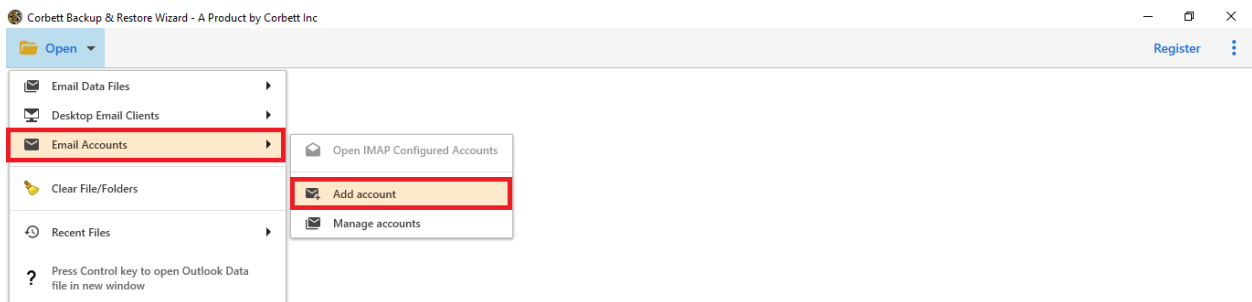 Corbett Backup & Restore Wizard - A Product by Corbett Inc
Open
Register
Email Data Files
Desktop Email Clients
Email Accounts
Open IMAP Configured Accounts
Clear File/Folders
Add account
Manage accounts
Recent Files
Press Control key to open Outlook Data
file in new window